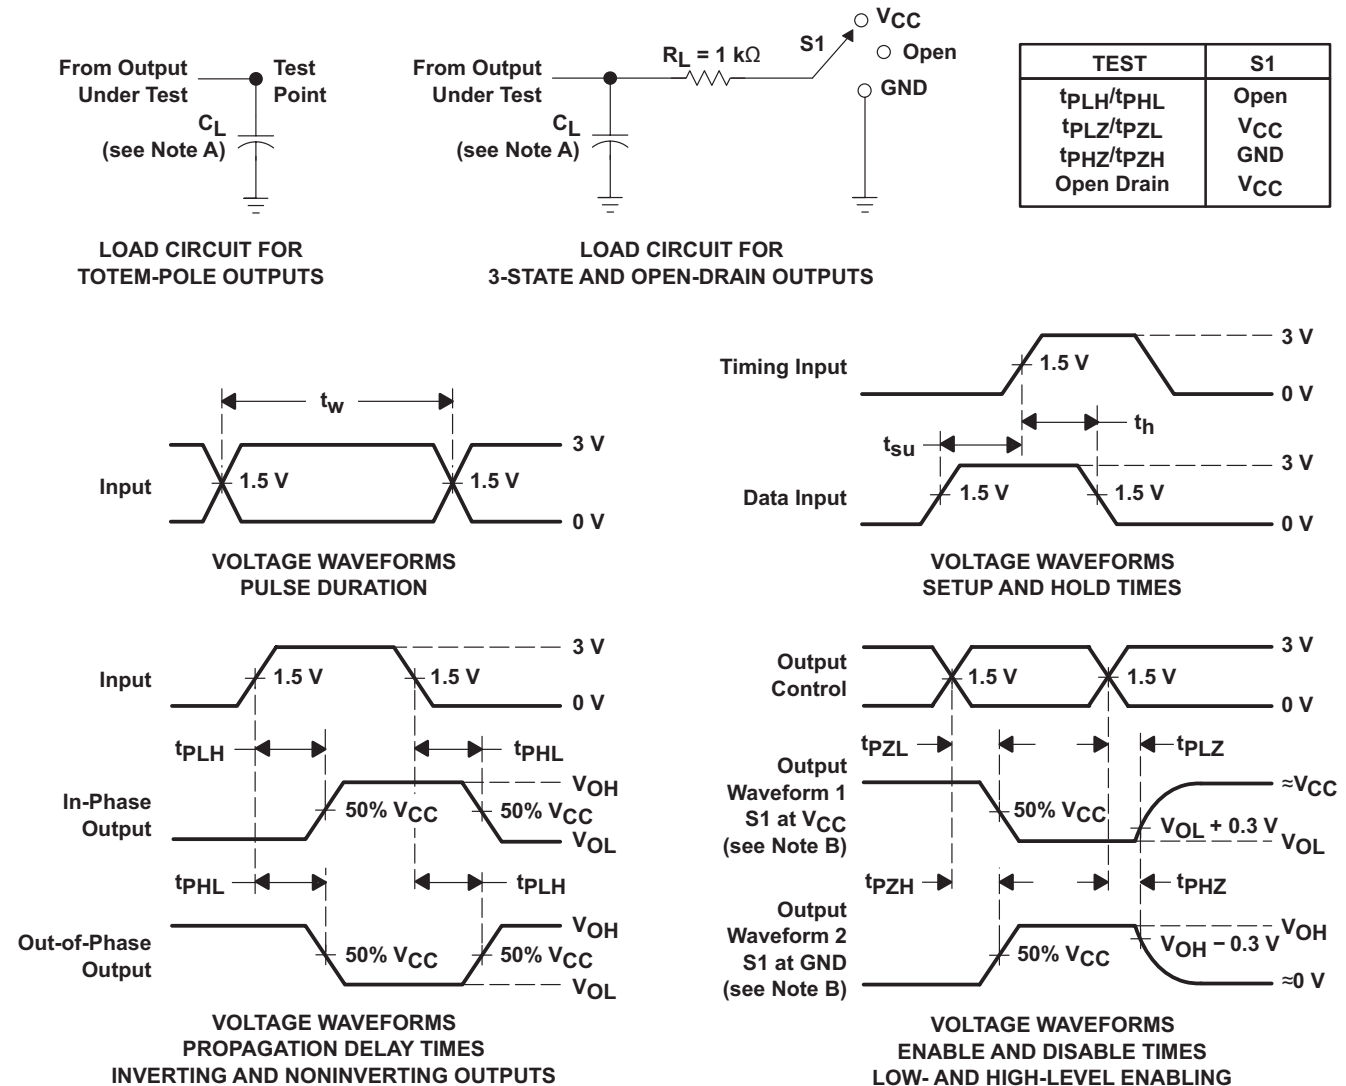 From Output
Under Test
Test
Point
CL
(see Note A)
LOAD CIRCUIT FOR
TOTEM-POLE OUTPUTS
From Output
Under Test
RL = 1 kΩ
S1
VCC
Open
GND
CL
(see Note A)
LOAD CIRCUIT FOR
3-STATE AND OPEN-DRAIN OUTPUTS
TEST S1
tPLH/tPHL Open
tPLZ/tPZL VCC
tPHZ/tPZH GND
Open Drain VCC
tw
Input
1.5 V
1.5 V
3 V
0 V
VOLTAGE WAVEFORMS
PULSE DURATION
Timing Input
1.5 V
3 V
0 V
tsu
th
Data Input
1.5 V
1.5 V
3 V
0 V
VOLTAGE WAVEFORMS
SETUP AND HOLD TIMES
Input
1.5 V
1.5 V
3 V
0 V
tPLH
tPHL
In-Phase
Output
50% VCC
50% VCC
VOH
VOL
tPHL
tPLH
Out-of-Phase
Output
50% VCC
50% VCC
VOH
VOL
VOLTAGE WAVEFORMS
PROPAGATION DELAY TIMES
INVERTING AND NONINVERTING OUTPUTS
Output
Control
1.5 V
1.5 V
3 V
0 V
tPZL
tPLZ
Output
Waveform 1
S1 at VCC
(see Note B)
50% VCC
≈VCC
VOL + 0.3 V
VOL
tPZH
tPHZ
Output
Waveform 2
S1 at GND
(see Note B)
50% VCC
VOH
VOH − 0.3 V
≈0 V
VOLTAGE WAVEFORMS
ENABLE AND DISABLE TIMES
LOW- AND HIGH-LEVEL ENABLING